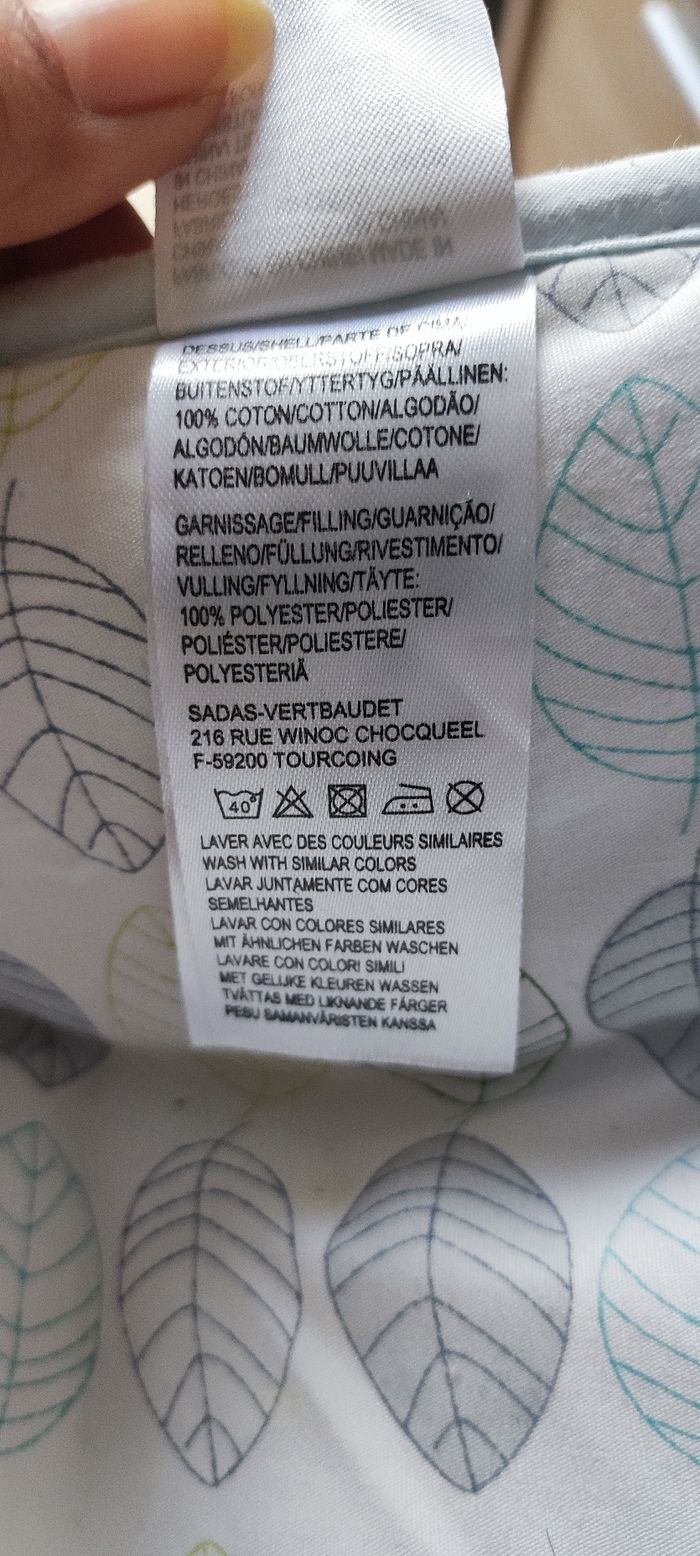 DESSUS/SHELL/PARTE DE CIMA/
EXTERIOR/OBERSTOFF/SOPRA/
BUITENSTOF/YTTERTYG/PÄÄLLINEN:
100% COTON/COTTON/ALGODÃO/
ALGODÓN/BAUMWOLLE/COTONE/
KATOEN/BOMULL/PUUVILLAA
GARNISSAGE/FILLING/GUARNIÇÃO/
RELLENO/FÜLLUNG/RIVESTIMENTO/
VULLING/FYLLNING/TÄYTE:
100% POLYESTER/POLIESTER/
POLIÉSTER/POLIESTERE/
POLYESTERIÄ
SADAS-VERTBAUDET
216 RUE WINOC CHOCQUEEL
F-59200 TOURCOING
40°
LAVER AVEC DES COULEURS SIMILAIRES
WASH WITH SIMILAR COLORS
LAVAR JUNTAMENTE COM CORES
SEMELHANTES
LAVAR CON COLORES SIMILARES
MIT ÄHNLICHEN FARBEN WASCHEN
LAVARE CON COLORI SIMILI
MET GELIJKE KLEUREN WASSEN
TVÄTTAS MED LIKNANDE FÄRGER
PESU SAMANVÄRISTEN KANSSA